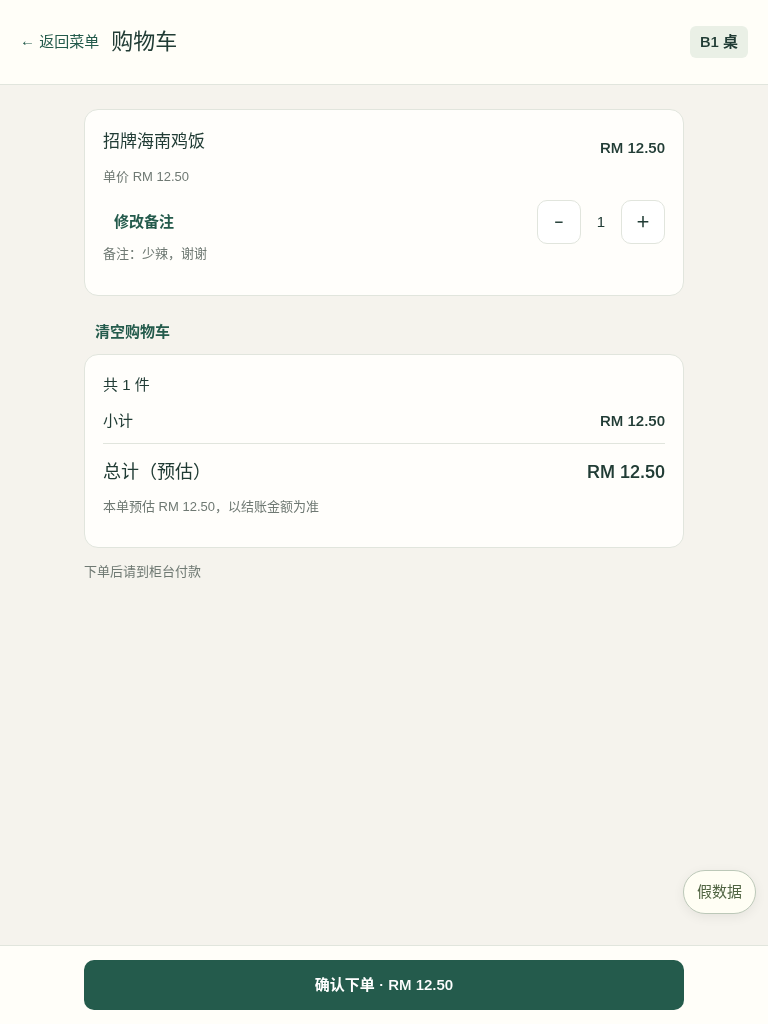 ← 返回菜单 购物车 B1 桌
招牌海南鸡饭 RM 12.50
单价 RM 12.50
修改备注 - 1 +
备注：少辣，谢谢
清空购物车
共 1 件
小计 RM 12.50
总计（预估） RM 12.50
本单预估 RM 12.50，以结账金额为准
下单后请到柜台付款
假数据
确认下单 · RM 12.50